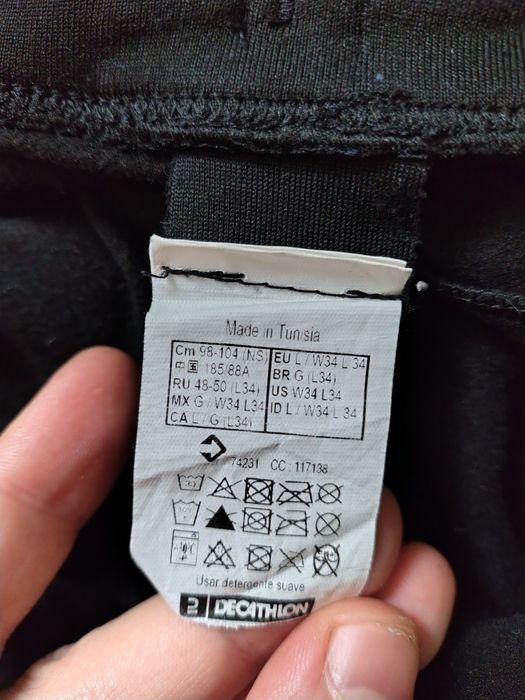 Made in Tunisia
Cm 98-104 (NS)
中国 185/88A
RU 48-50 (L34)
MX G / W34 L34
CA L / G (L34)
EU L / W34 L 34
BR G (L34)
US W34 L34
ID L / W34 L 34
74231 CC : 117138
30
Usar detergente suave
2 DECATHLON